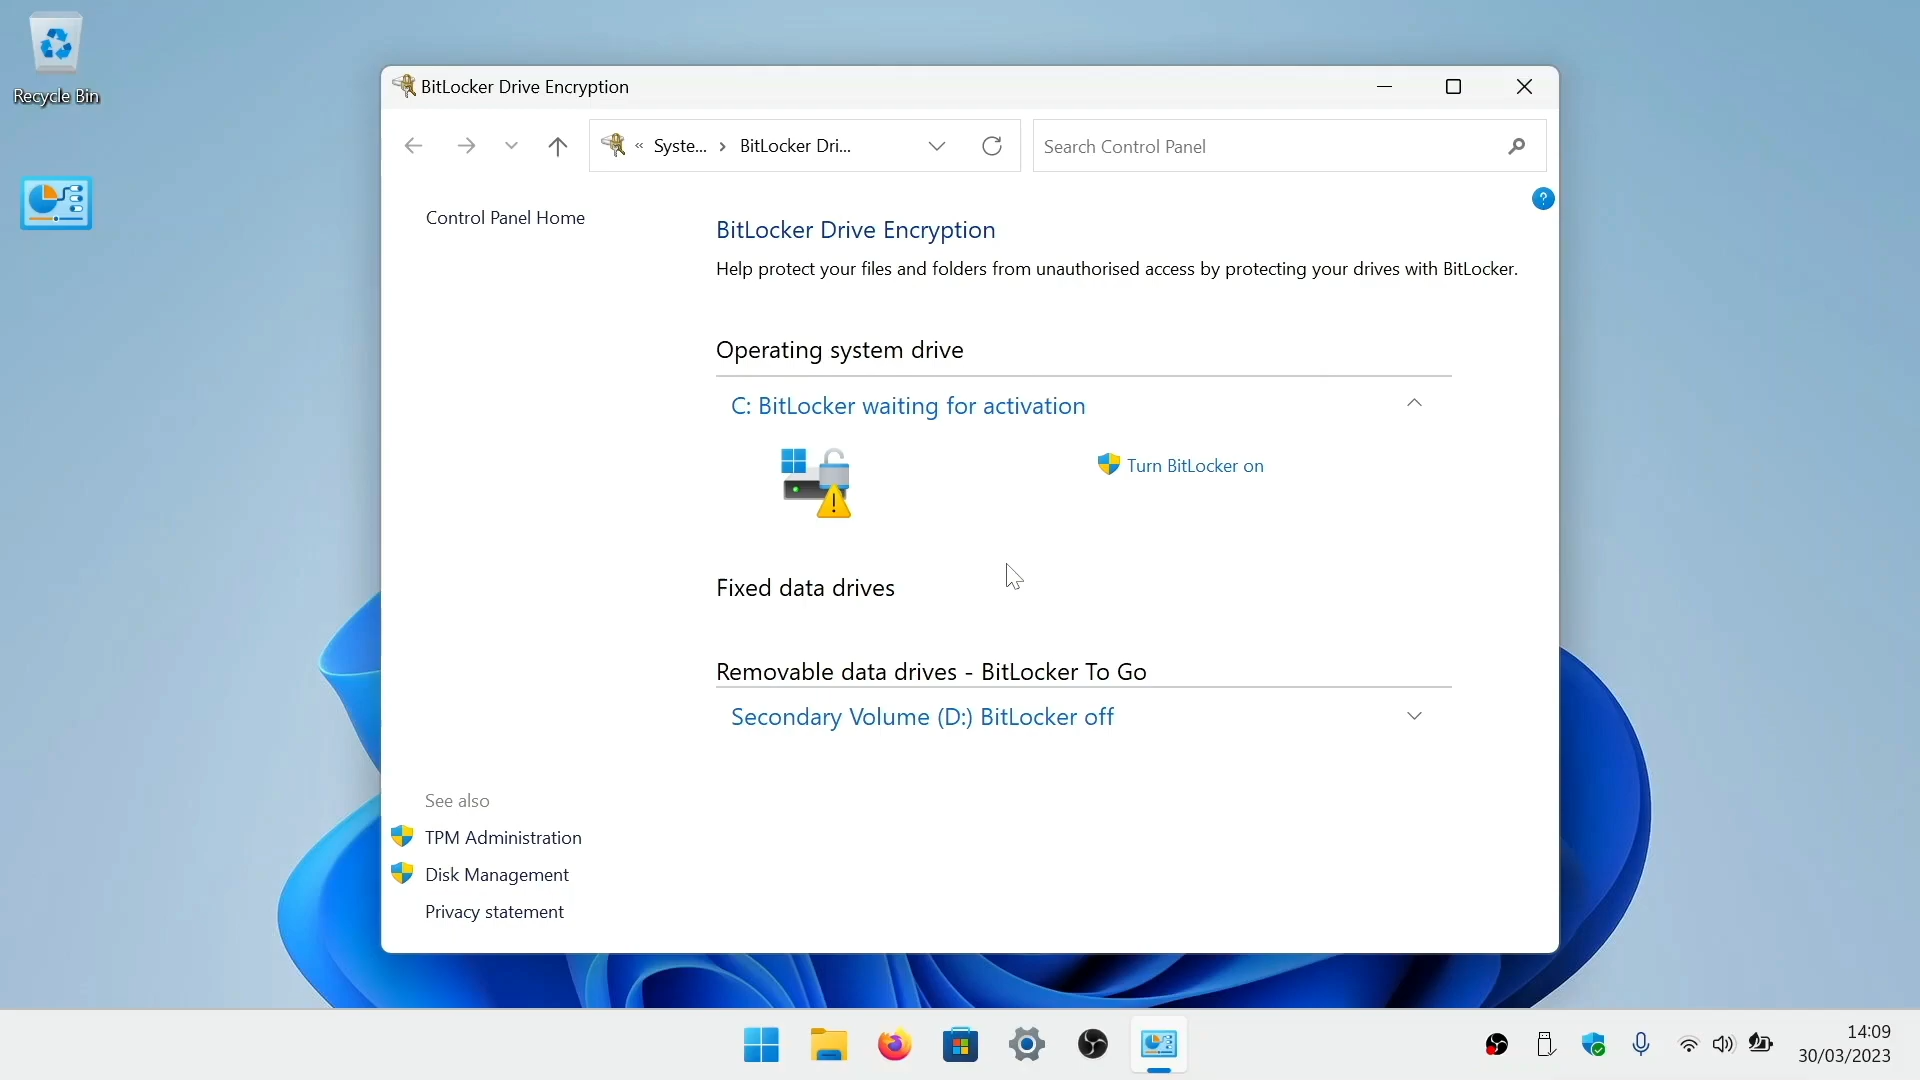 Recycle Bin
BitLocker Drive Encryption
« Syste... › BitLocker Dri...
Search Control Panel
?
Control Panel Home
BitLocker Drive Encryption
Help protect your files and folders from unauthorised access by protecting your drives with BitLocker.
Operating system drive
C: BitLocker waiting for activation
Turn BitLocker on
Fixed data drives
Removable data drives - BitLocker To Go
Secondary Volume (D:) BitLocker off
See also
TPM Administration
Disk Management
Privacy statement
14:09
30/03/2023